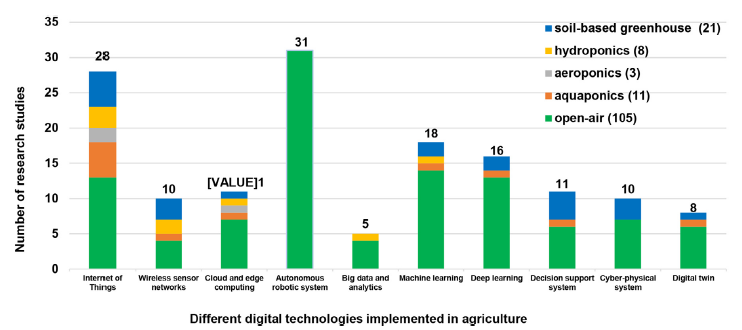 35
30
25
20
15
10
5
0
Number of research studies
28
10
[VALUE]1
31
5
18
16
11
10
8
soil-based greenhouse (21)
hydroponics (8)
aeroponics (3)
aquaponics (11)
open-air (105)
Internet of
Things
Wireless sensor
networks
Cloud and edge
computing
Autonomous
robotic system
Big data and
analytics
Machine learning
Deep learning
Decision support
system
Cyber-physical
system
Digital twin
Different digital technologies implemented in agriculture